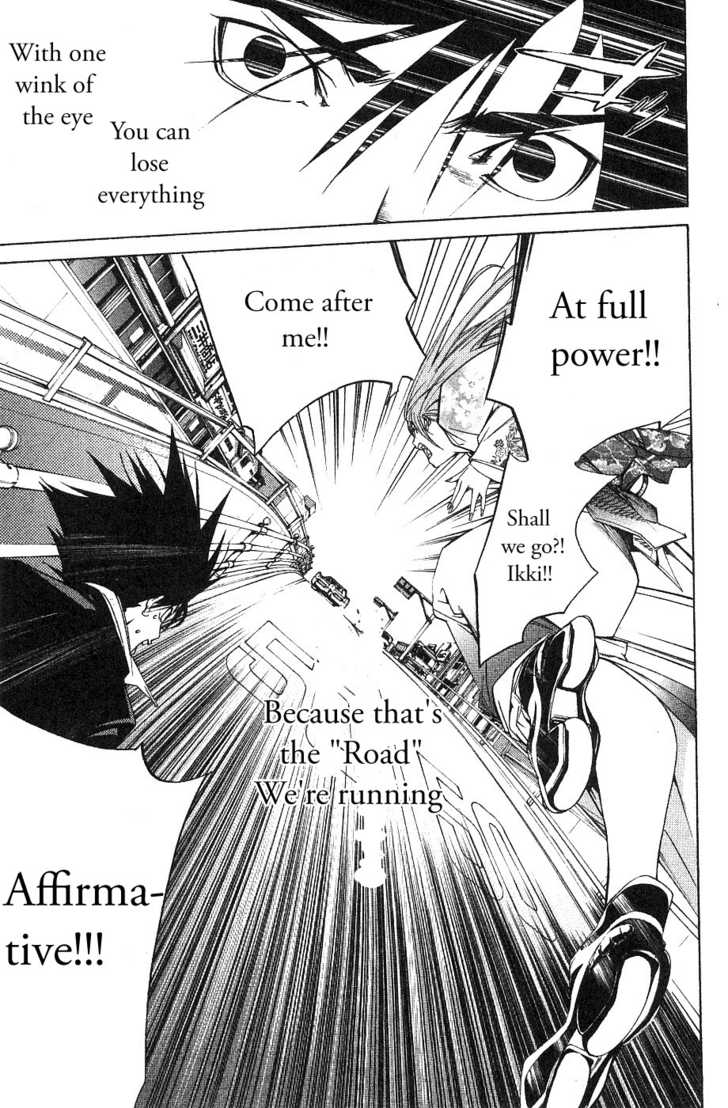 With one
wink of
the eye
You can
lose
everything
At full
power!!
Come after
me!!
Shall
we go?!
Ikki!!
Because that's
the "Road"
We're running
Affirma-
tive!!!